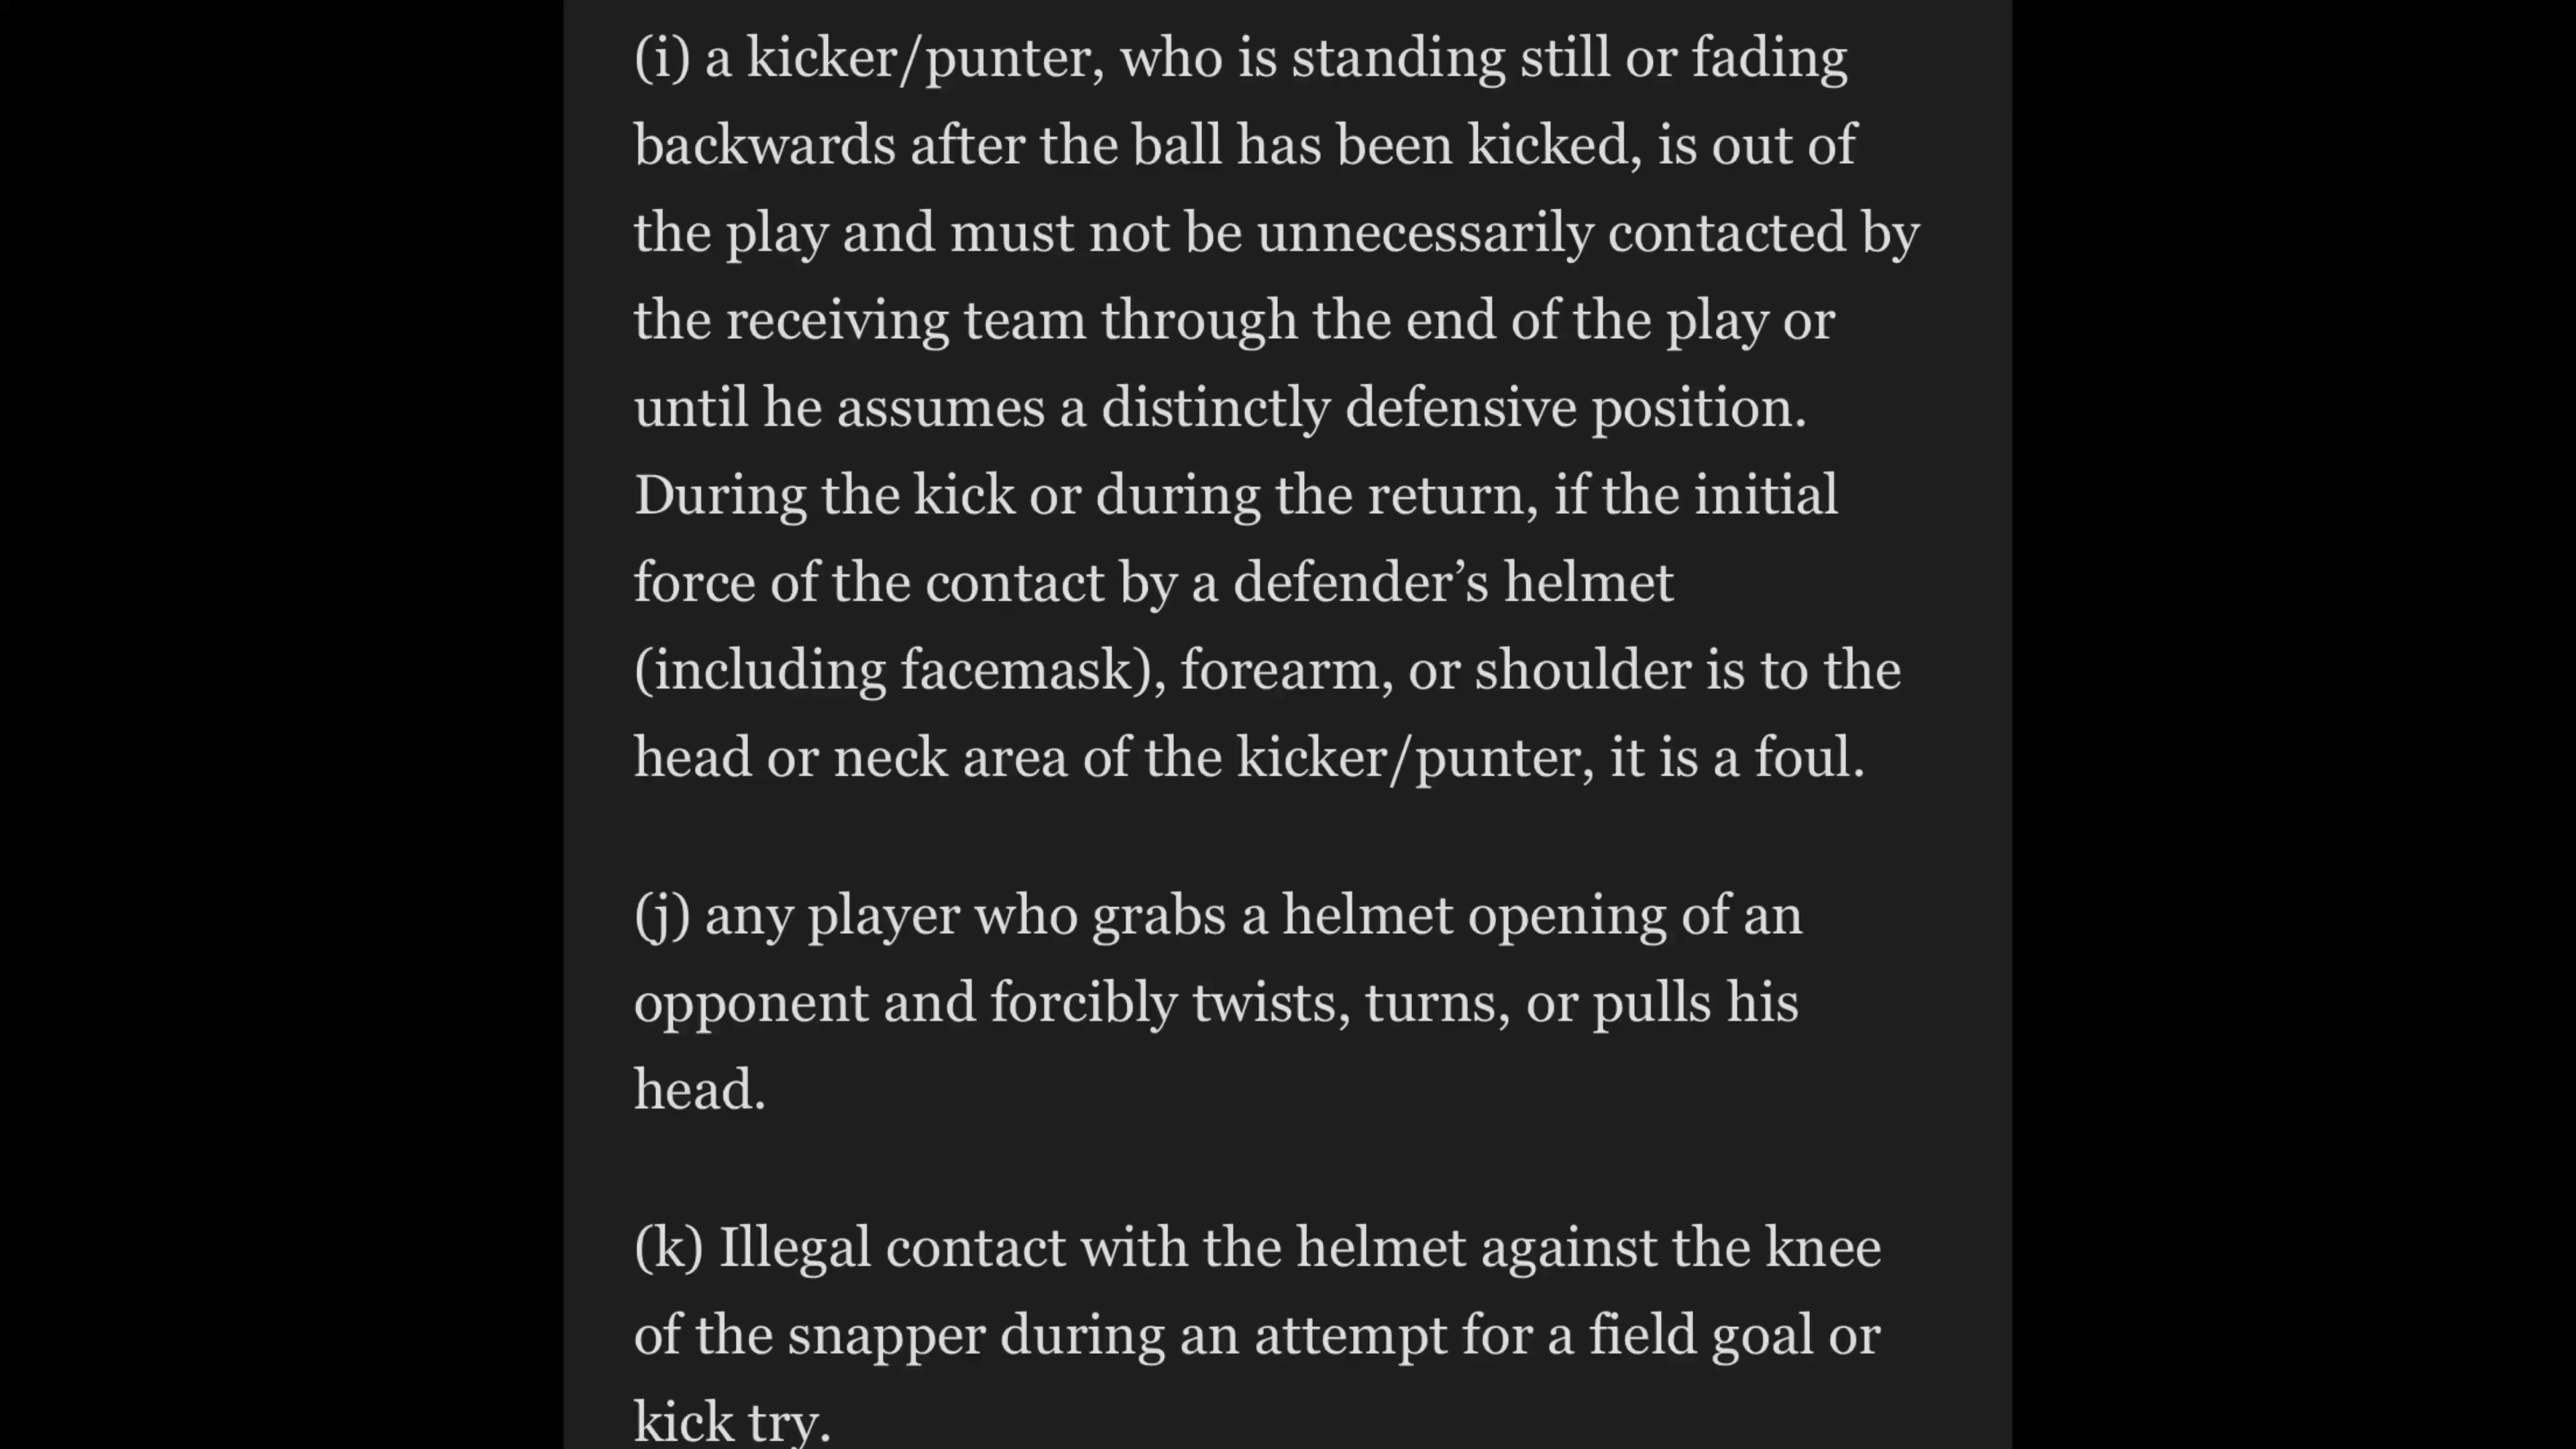 (i) a kicker/punter, who is standing still or fading
backwards after the ball has been kicked, is out of
the play and must not be unnecessarily contacted by
the receiving team through the end of the play or
until he assumes a distinctly defensive position.
During the kick or during the return, if the initial
force of the contact by a defender’s helmet
(including facemask), forearm, or shoulder is to the
head or neck area of the kicker/punter, it is a foul.
(j) any player who grabs a helmet opening of an
opponent and forcibly twists, turns, or pulls his
head.
(k) Illegal contact with the helmet against the knee
of the snapper during an attempt for a field goal or
kick try.